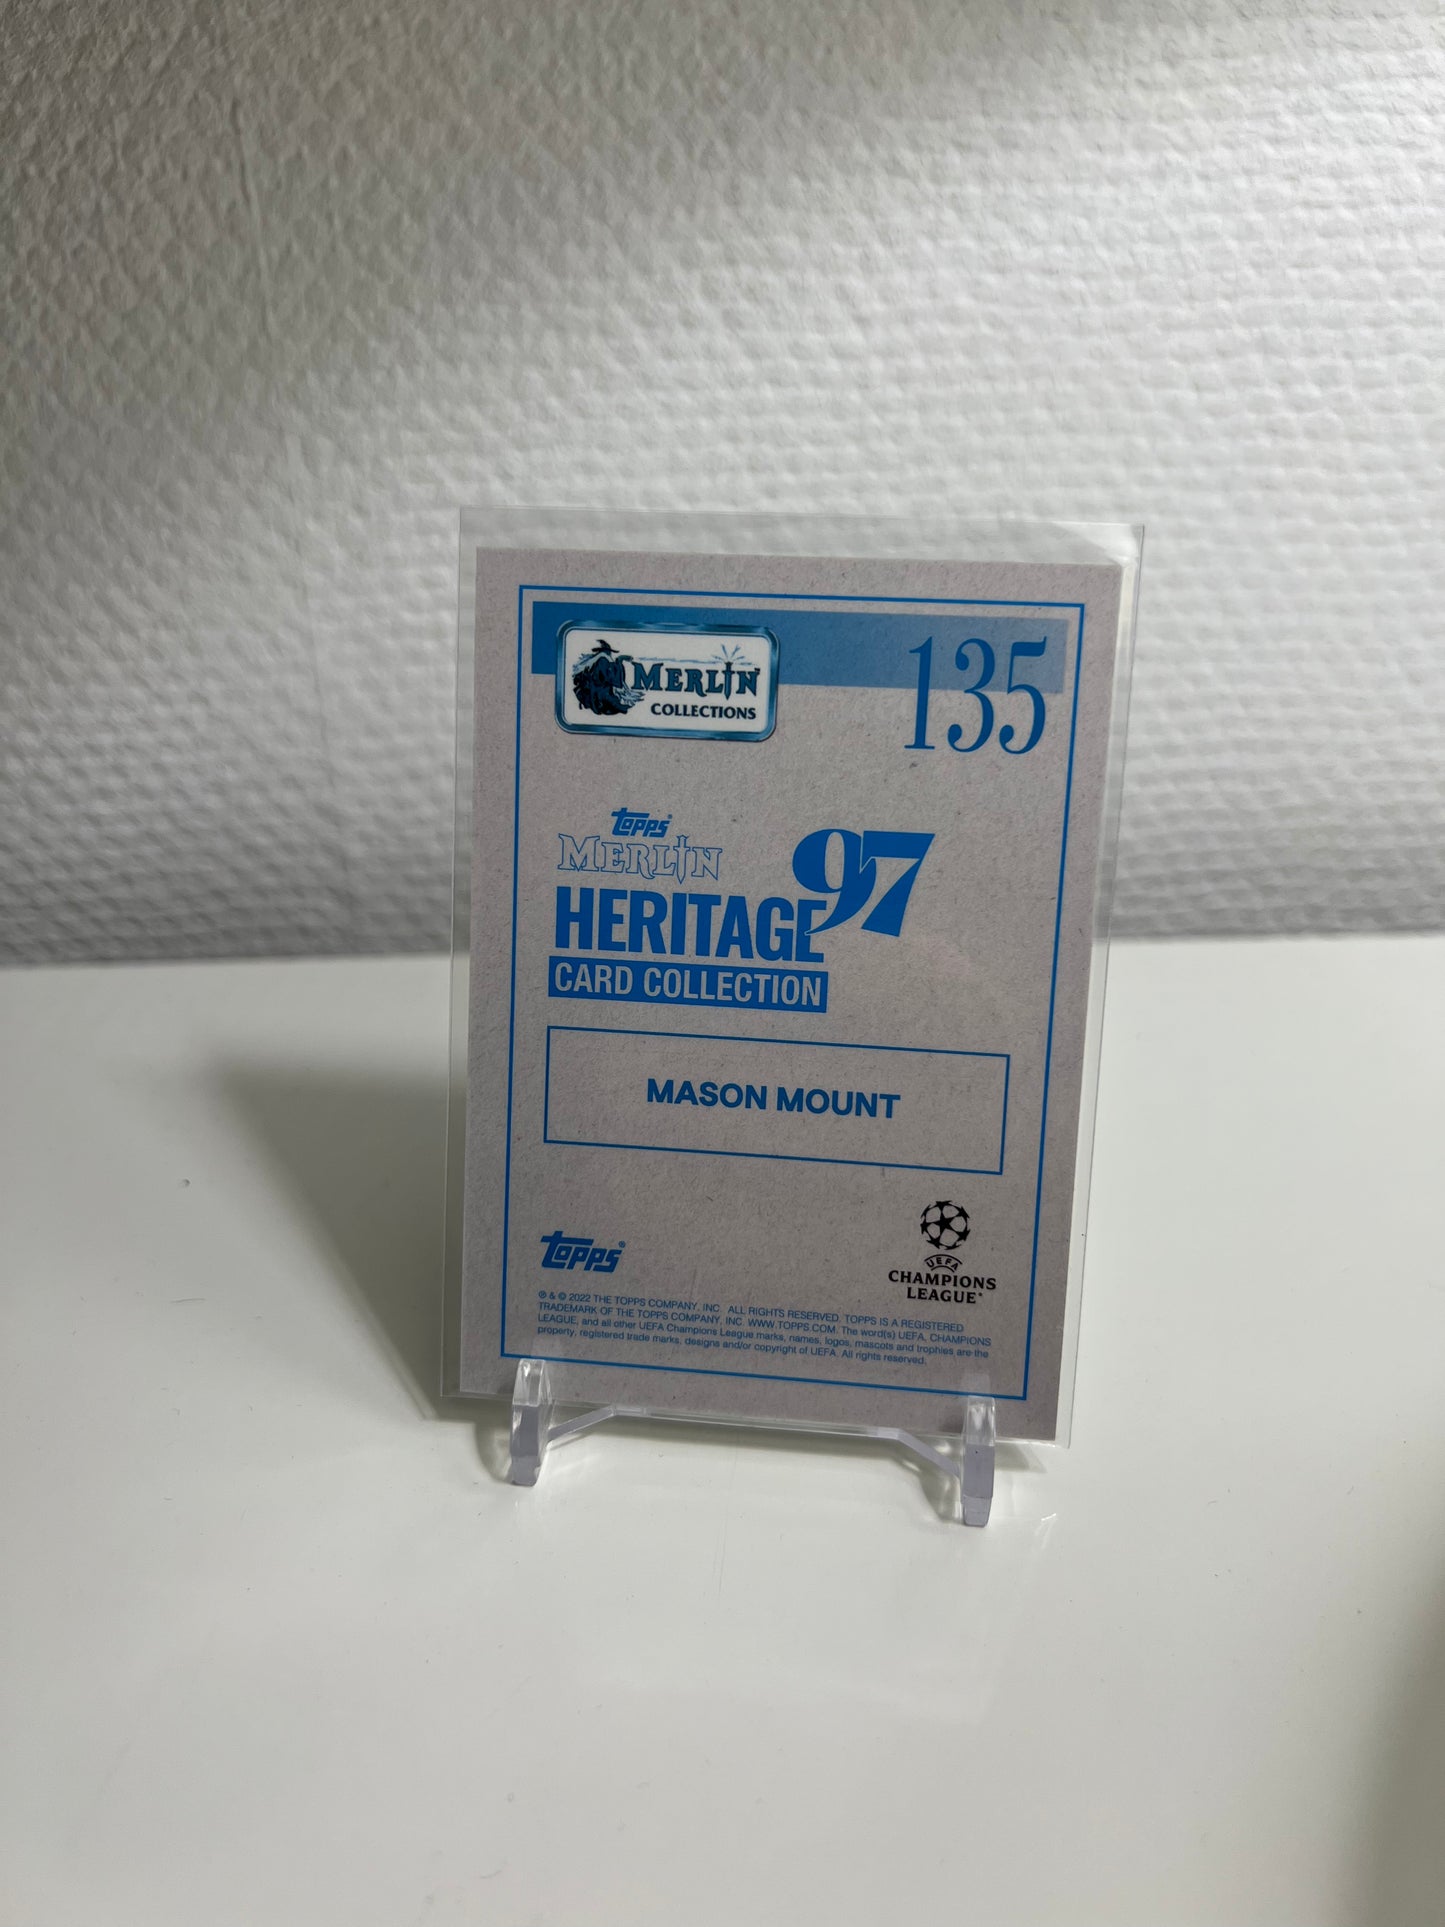 MERLIN
COLLECTIONS
135
TOPPS®
MERLIN
HERITAGE 97
CARD COLLECTION
MASON MOUNT
TOPPS®
UEFA
CHAMPIONS
LEAGUE®
® & © 2022 THE TOPPS COMPANY, INC. ALL RIGHTS RESERVED. TOPPS IS A REGISTERED
TRADEMARK OF THE TOPPS COMPANY, INC. WWW.TOPPS.COM. The word(s) UEFA, CHAMPIONS
LEAGUE, and all other UEFA Champions League marks, names, logos, mascots and trophies are the
property, registered trade marks, designs and/or copyright of UEFA. All rights reserved.